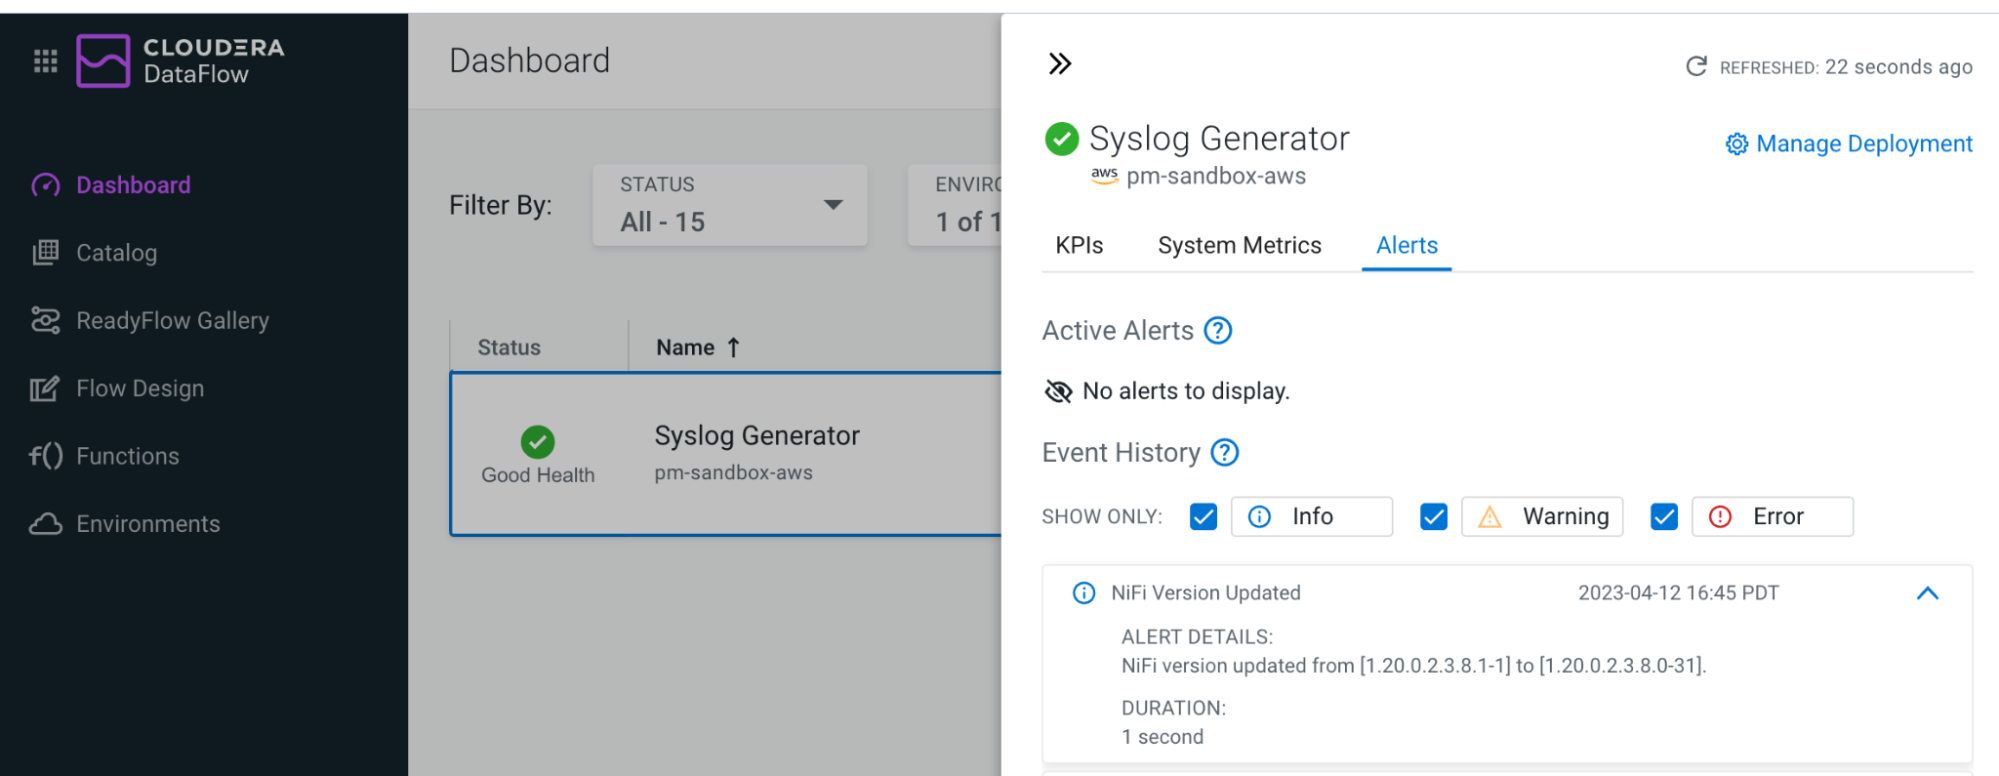 CLOUDERA
DataFlow
Dashboard
Catalog
ReadyFlow Gallery
Flow Design
f() Functions
Environments
Dashboard
Filter By:
STATUS
All - 15
ENVIRO
1 of 1
Status
Name ↑
Good Health
Syslog Generator
pm-sandbox-aws
REFRESHED: 22 seconds ago
Syslog Generator
aws pm-sandbox-aws
Manage Deployment
KPIs System Metrics Alerts
Active Alerts ?
No alerts to display.
Event History ?
SHOW ONLY: Info Warning Error
NiFi Version Updated 2023-04-12 16:45 PDT
ALERT DETAILS:
NiFi version updated from [1.20.0.2.3.8.1-1] to [1.20.0.2.3.8.0-31].
DURATION:
1 second